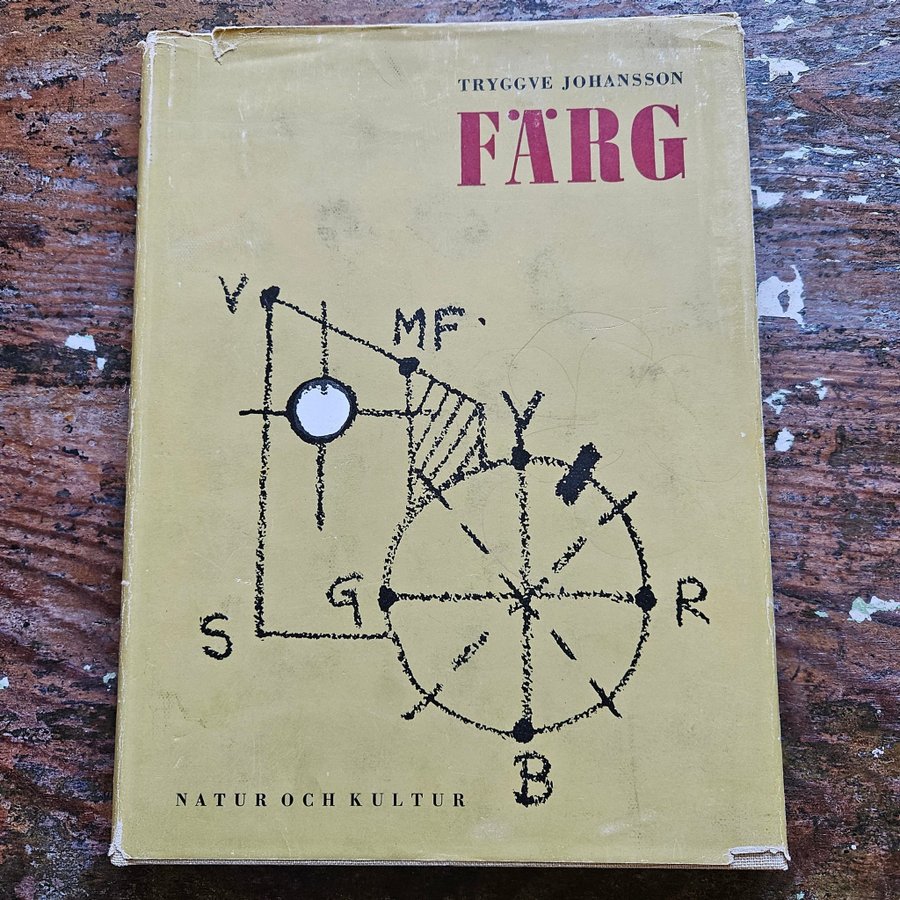 TRYGGVE JOHANSSON
FÄRG
V
MF
Y
G
R
S
B
NATUR OCH KULTUR